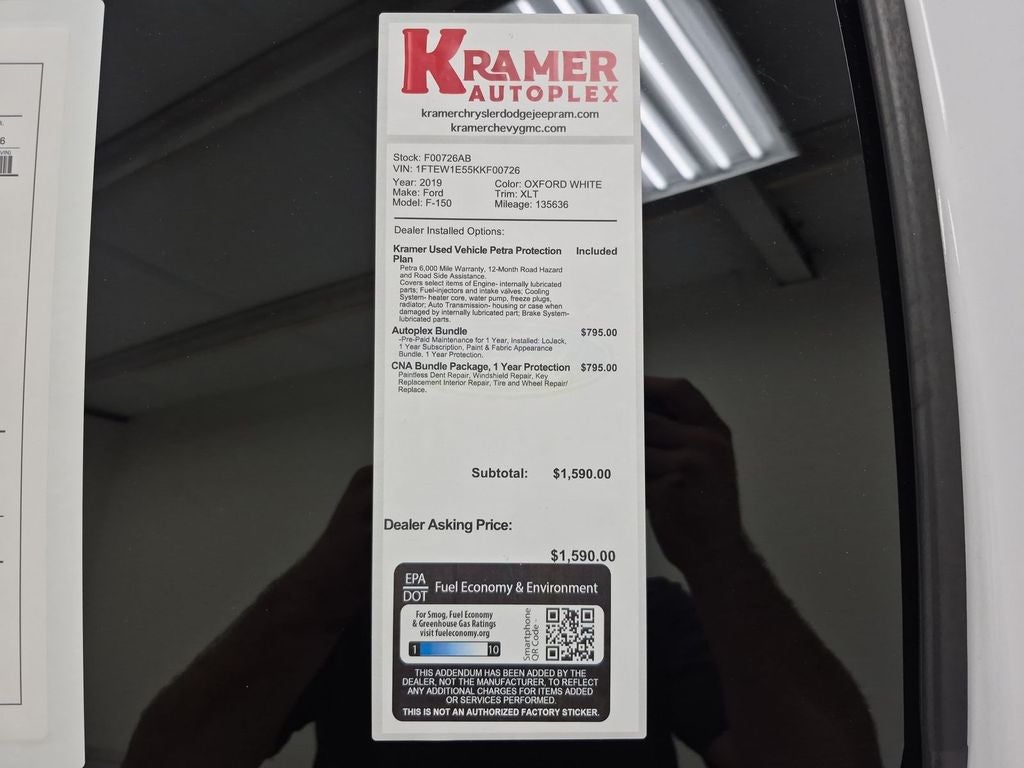 KRAMER
AUTOPLEX
kramerchryslerdodgejeepram.com
kramerchevygmc.com
Stock: F00726AB
VIN: 1FTEW1E55KKF00726
Year: 2019 Color: OXFORD WHITE
Make: Ford Trim: XLT
Model: F-150 Mileage: 135636
Dealer Installed Options:
Kramer Used Vehicle Petra Protection Included
Plan
Petra 6,000 Mile Warranty, 12-Month Road Hazard
and Road Side Assistance.
Covers select items of Engine- internally lubricated
parts; Fuel-injectors and intake valves; Cooling
System- heater core, water pump, freeze plugs,
radiator; Auto Transmission- housing or case when
damaged by internally lubricated part; Brake System-
lubricated parts.
Autoplex Bundle $795.00
-Pre-Paid Maintenance for 1 Year, Installed: LoJack,
1 Year Subscription, Paint & Fabric Appearance
Bundle, 1 Year Protection.
CNA Bundle Package, 1 Year Protection $795.00
Paintless Dent Repair, Windshield Repair, Key
Replacement Interior Repair, Tire and Wheel Repair/
Replace.
Subtotal: $1,590.00
Dealer Asking Price:
$1,590.00
EPA
DOT
Fuel Economy & Environment
For Smog, Fuel Economy
& Greenhouse Gas Ratings
visit fueleconomy.org
1 10
Smartphone
QR Code -
THIS ADDENDUM HAS BEEN ADDED BY THE
DEALER, NOT THE MANUFACTURER, TO REFLECT
ANY ADDITIONAL CHARGES FOR ITEMS ADDED
OR SERVICES PERFORMED.
THIS IS NOT AN AUTHORIZED FACTORY STICKER.